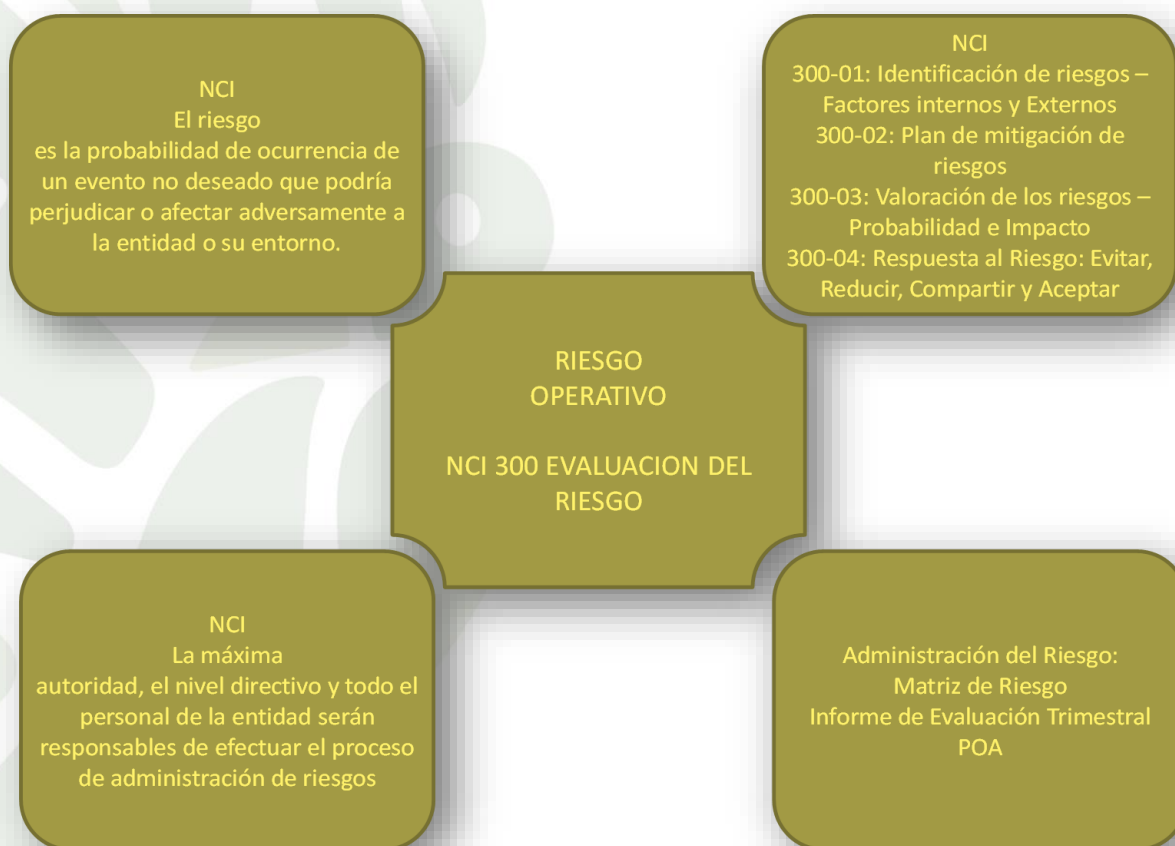 NCI
El riesgo
es la probabilidad de ocurrencia de
un evento no deseado que podría
perjudicar o afectar adversamente a
la entidad o su entorno.
NCI
300-01: Identificación de riesgos –
Factores internos y Externos
300-02: Plan de mitigación de
riesgos
300-03: Valoración de los riesgos –
Probabilidad e Impacto
300-04: Respuesta al Riesgo: Evitar,
Reducir, Compartir y Aceptar
RIESGO
OPERATIVO
NCI 300 EVALUACION DEL
RIESGO
NCI
La máxima
autoridad, el nivel directivo y todo el
personal de la entidad serán
responsables de efectuar el proceso
de administración de riesgos
Administración del Riesgo:
Matriz de Riesgo
Informe de Evaluación Trimestral
POA